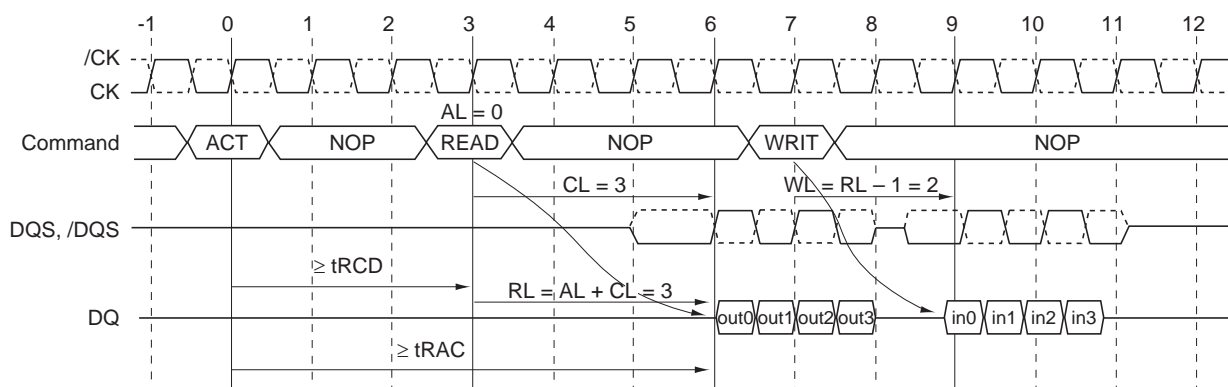 -1 0 1 2 3 4 5 6 7 8 9 10 11 12
/CK
CK
AL = 0
Command ACT NOP READ NOP WRIT NOP
CL = 3 WL = RL − 1 = 2
DQS, /DQS
≥ tRCD
RL = AL + CL = 3
DQ out0 out1 out2 out3 in0 in1 in2 in3
≥ tRAC